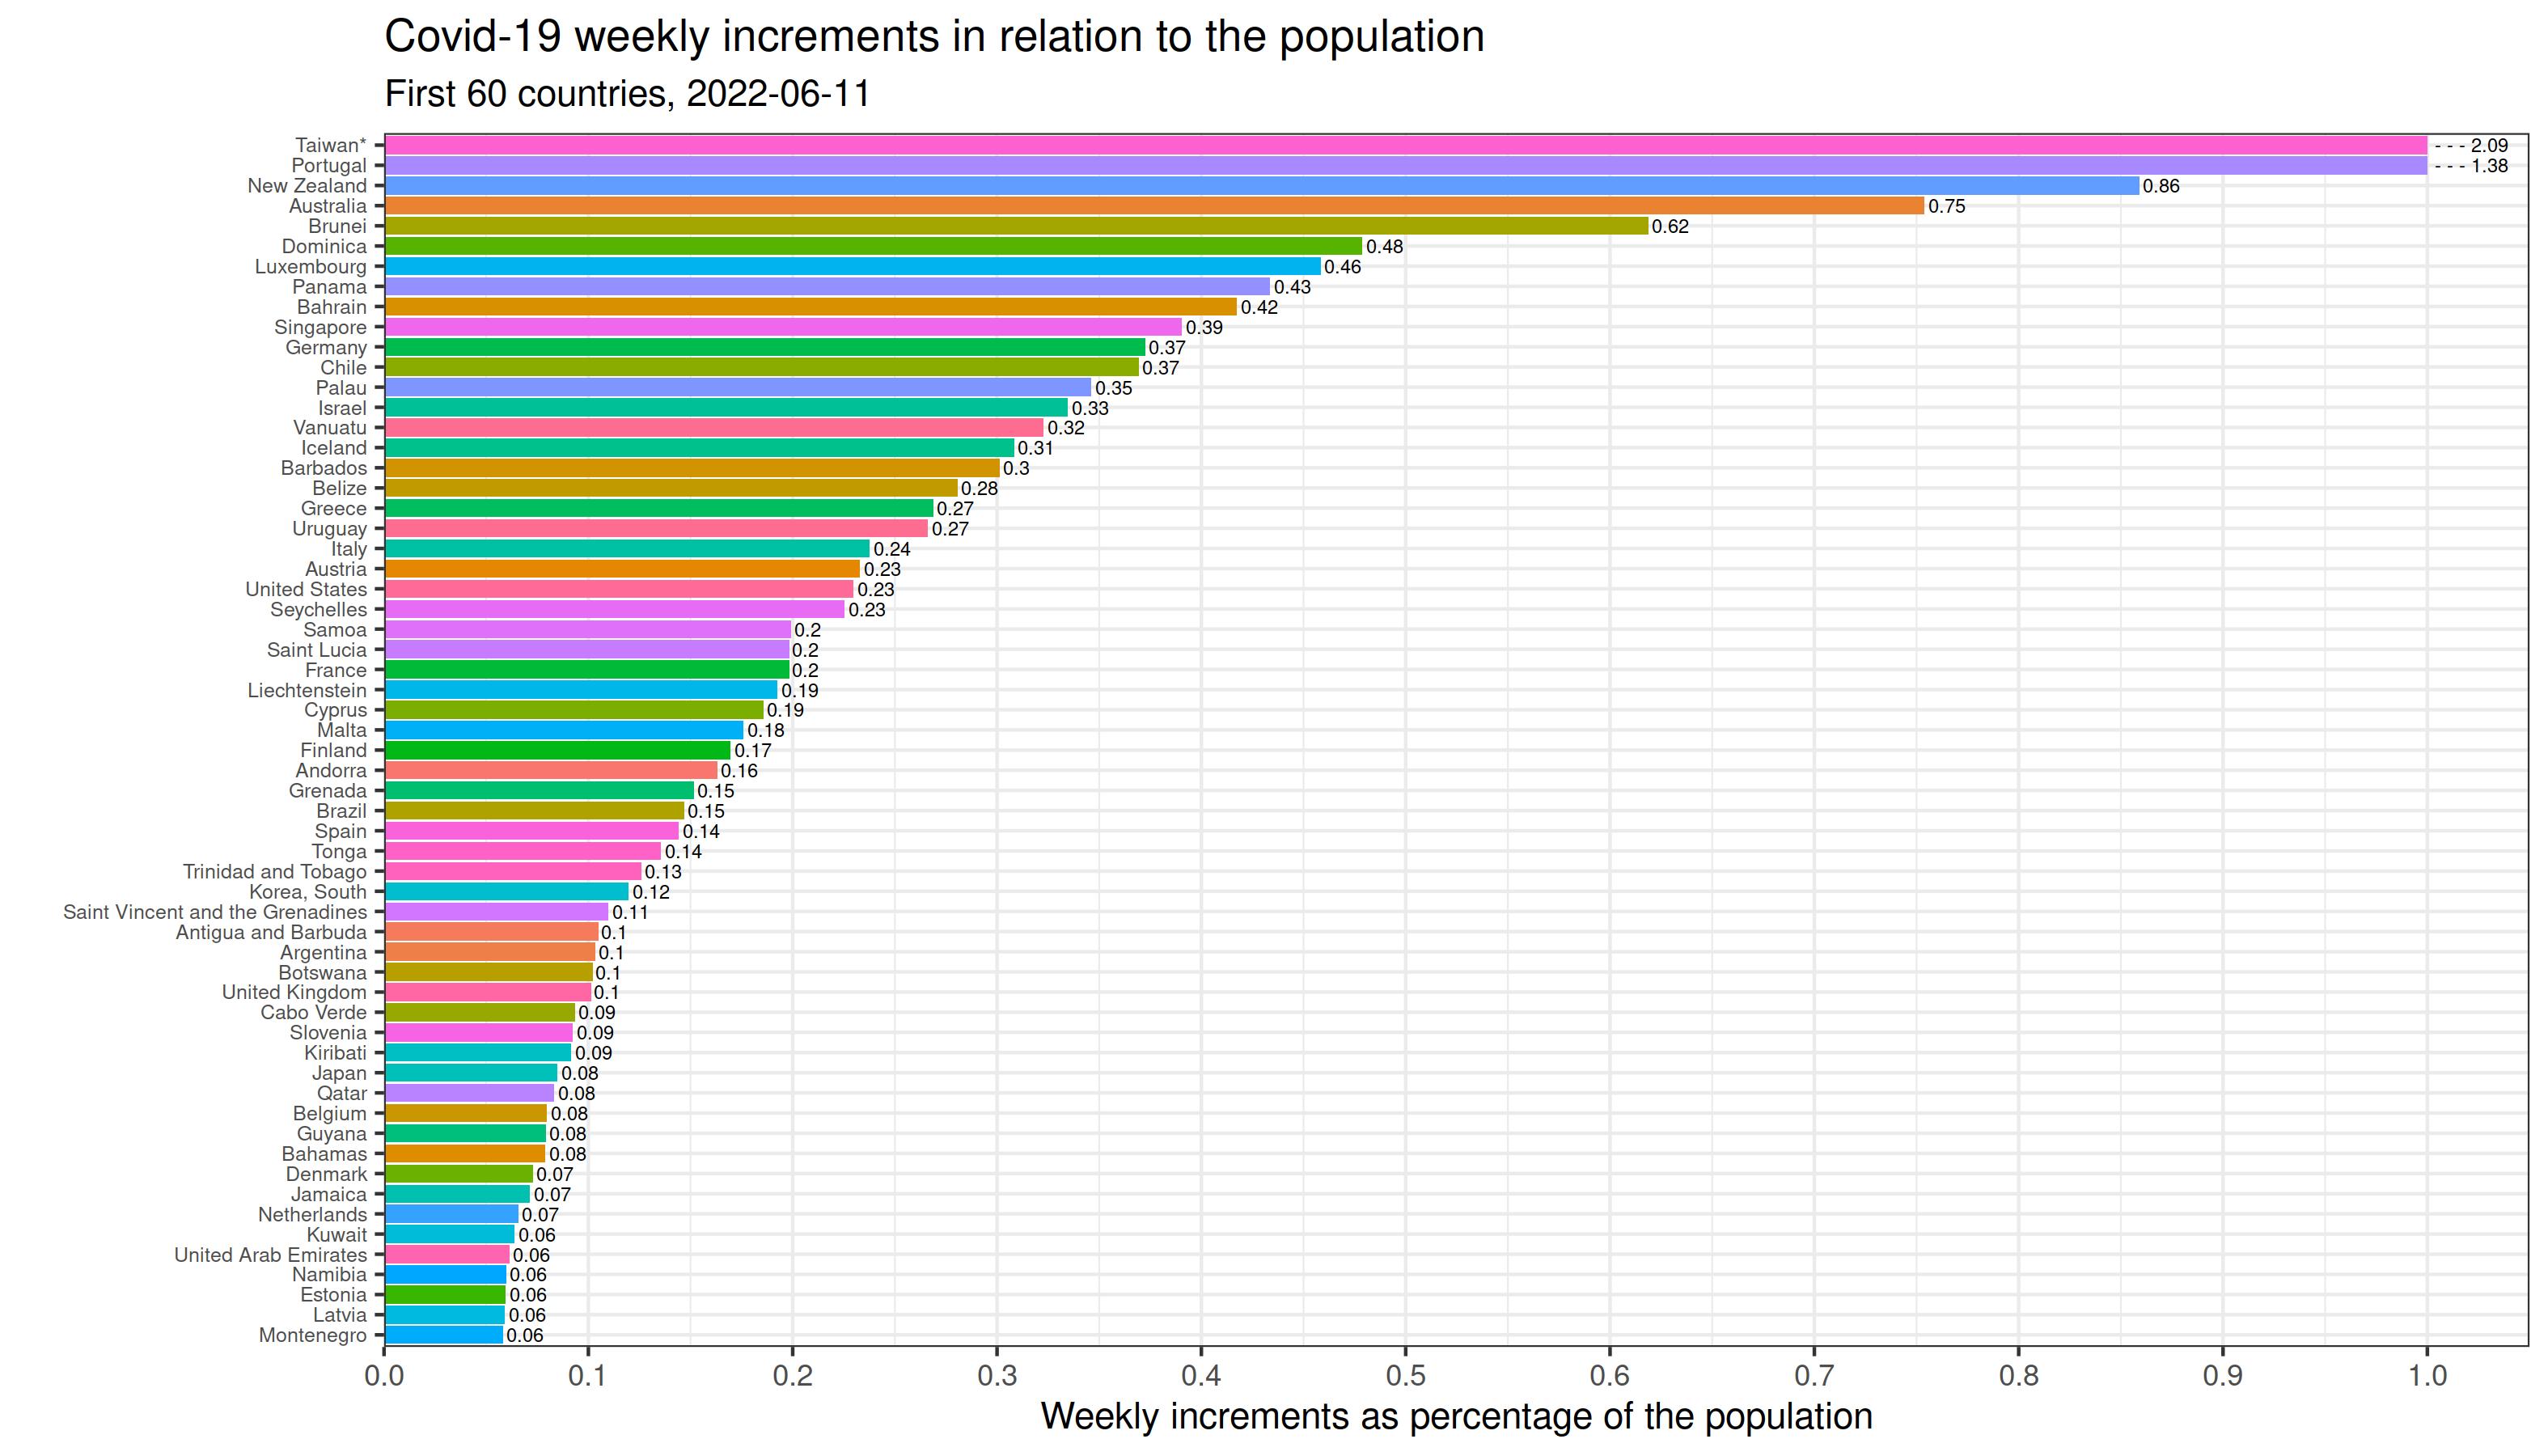 Covid-19 weekly increments in relation to the population
First 60 countries, 2022-06-11
Taiwan* - - - 2.09
Portugal - - - 1.38
New Zealand 0.86
Australia 0.75
Brunei 0.62
Dominica 0.48
Luxembourg 0.46
Panama 0.43
Bahrain 0.42
Singapore 0.39
Germany 0.37
Chile 0.37
Palau 0.35
Israel 0.33
Vanuatu 0.32
Iceland 0.31
Barbados 0.3
Belize 0.28
Greece 0.27
Uruguay 0.27
Italy 0.24
Austria 0.23
United States 0.23
Seychelles 0.23
Samoa 0.2
Saint Lucia 0.2
France 0.2
Liechtenstein 0.19
Cyprus 0.19
Malta 0.18
Finland 0.17
Andorra 0.16
Grenada 0.15
Brazil 0.15
Spain 0.14
Tonga 0.14
Trinidad and Tobago 0.13
Korea, South 0.12
Saint Vincent and the Grenadines 0.11
Antigua and Barbuda 0.1
Argentina 0.1
Botswana 0.1
United Kingdom 0.1
Cabo Verde 0.09
Slovenia 0.09
Kiribati 0.09
Japan 0.08
Qatar 0.08
Belgium 0.08
Guyana 0.08
Bahamas 0.08
Denmark 0.07
Jamaica 0.07
Netherlands 0.07
Kuwait 0.06
United Arab Emirates 0.06
Namibia 0.06
Estonia 0.06
Latvia 0.06
Montenegro 0.06
0.0 0.1 0.2 0.3 0.4 0.5 0.6 0.7 0.8 0.9 1.0
Weekly increments as percentage of the population